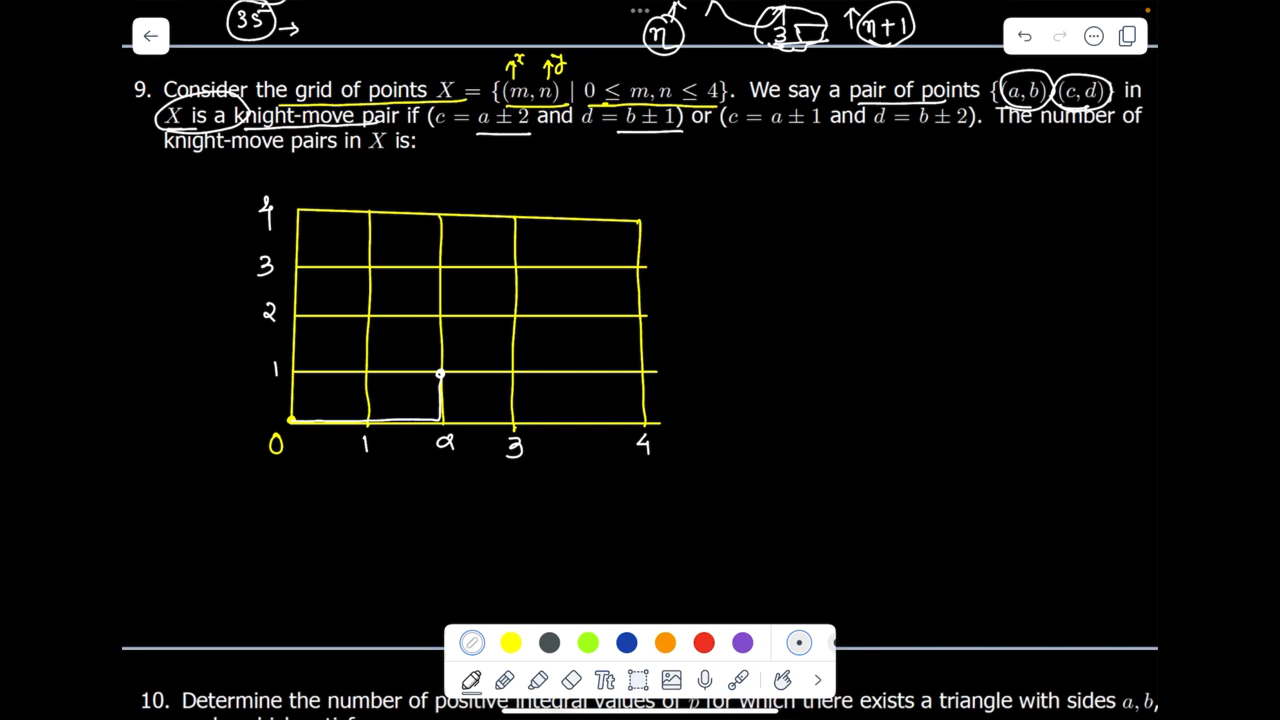 35 → η 3 η+1
x y
9. Consider the grid of points X = {(m, n) | 0 ≤ m, n ≤ 4}. We say a pair of points {(a, b), (c, d)} in
X is a knight-move pair if (c = a ± 2 and d = b ± 1) or (c = a ± 1 and d = b ± 2). The number of
knight-move pairs in X is:
4
3
2
1
0 1 2 3 4
Tt
10. Determine the number of positive integral values of p for which there exists a triangle with sides a, b,